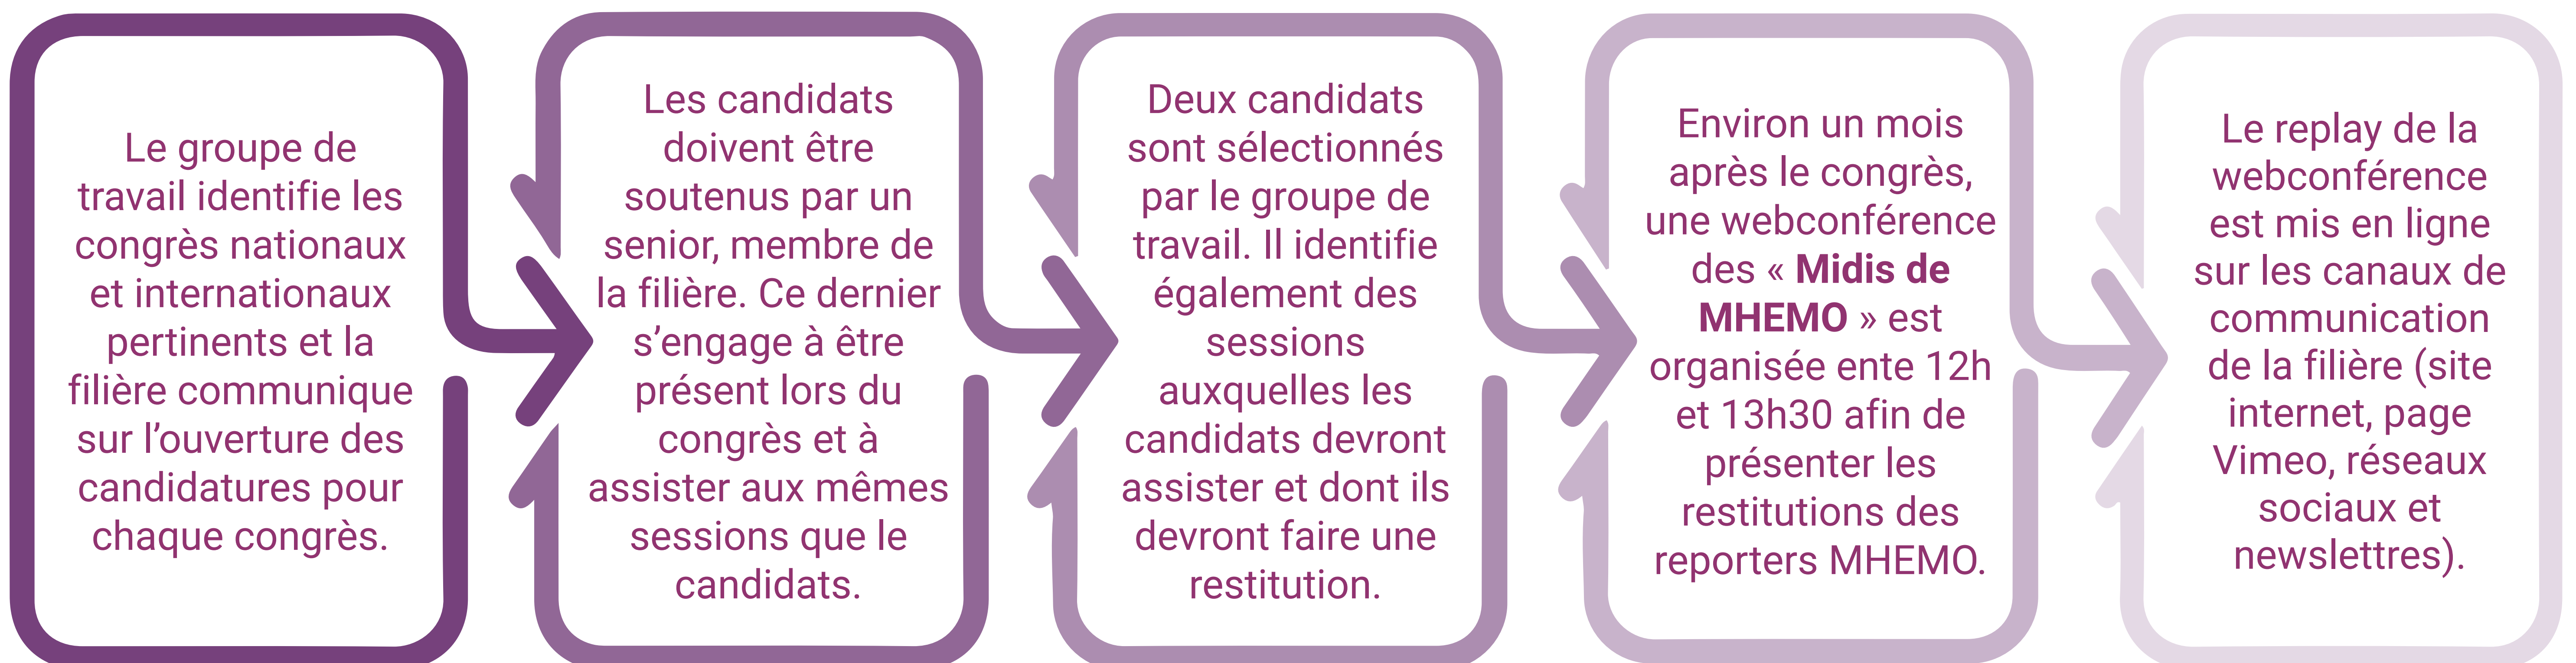 Le groupe de
travail identifie les
congrès nationaux
et internationaux
pertinents et la
filière communique
sur l’ouverture des
candidatures pour
chaque congrès.
Les candidats
doivent être
soutenus par un
senior, membre de
la filière. Ce dernier
s’engage à être
présent lors du
congrès et à
assister aux mêmes
sessions que le
candidats.
Deux candidats
sont sélectionnés
par le groupe de
travail. Il identifie
également des
sessions
auxquelles les
candidats devront
assister et dont ils
devront faire une
restitution.
Environ un mois
après le congrès,
une webconférence
des « Midis de
MHEMO » est
organisée ente 12h
et 13h30 afin de
présenter les
restitutions des
reporters MHEMO.
Le replay de la
webconférence
est mis en ligne
sur les canaux de
communication
de la filière (site
internet, page
Vimeo, réseaux
sociaux et
newslettres).